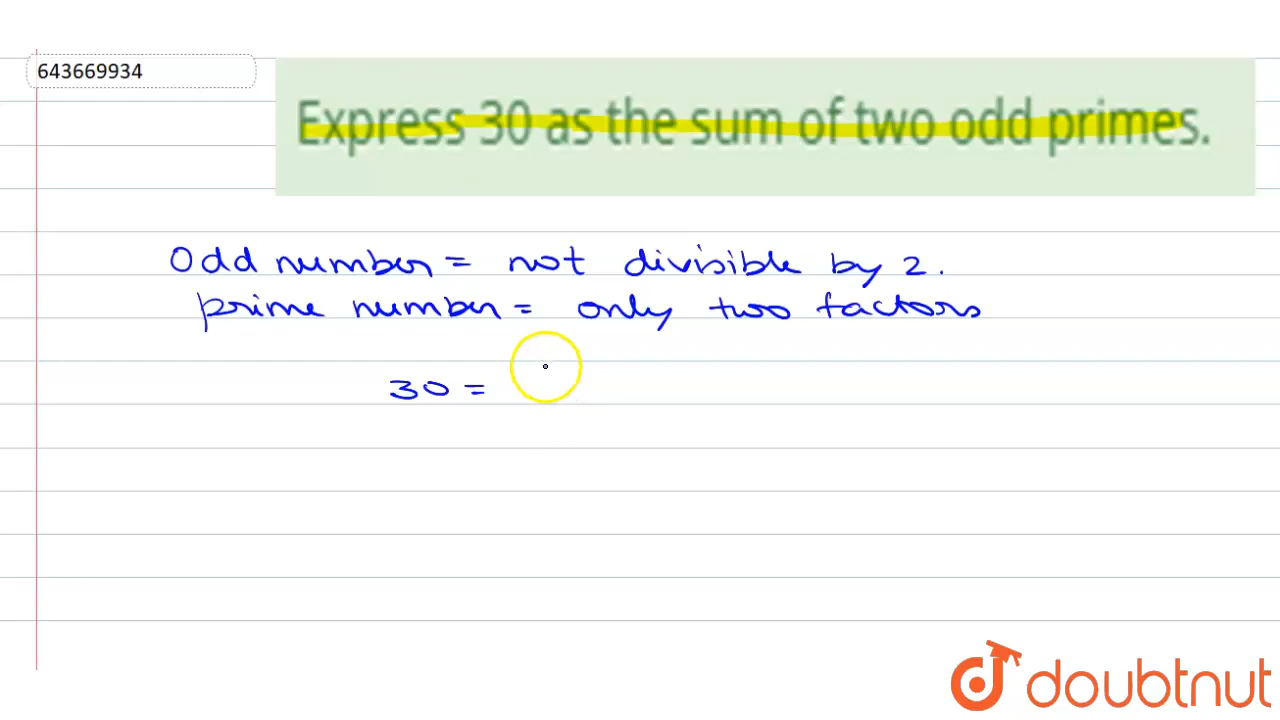 643669934
Express 30 as the sum of two odd primes.
Odd number = not divisible by 2.
prime number = only two factors
30 =
doubtnut